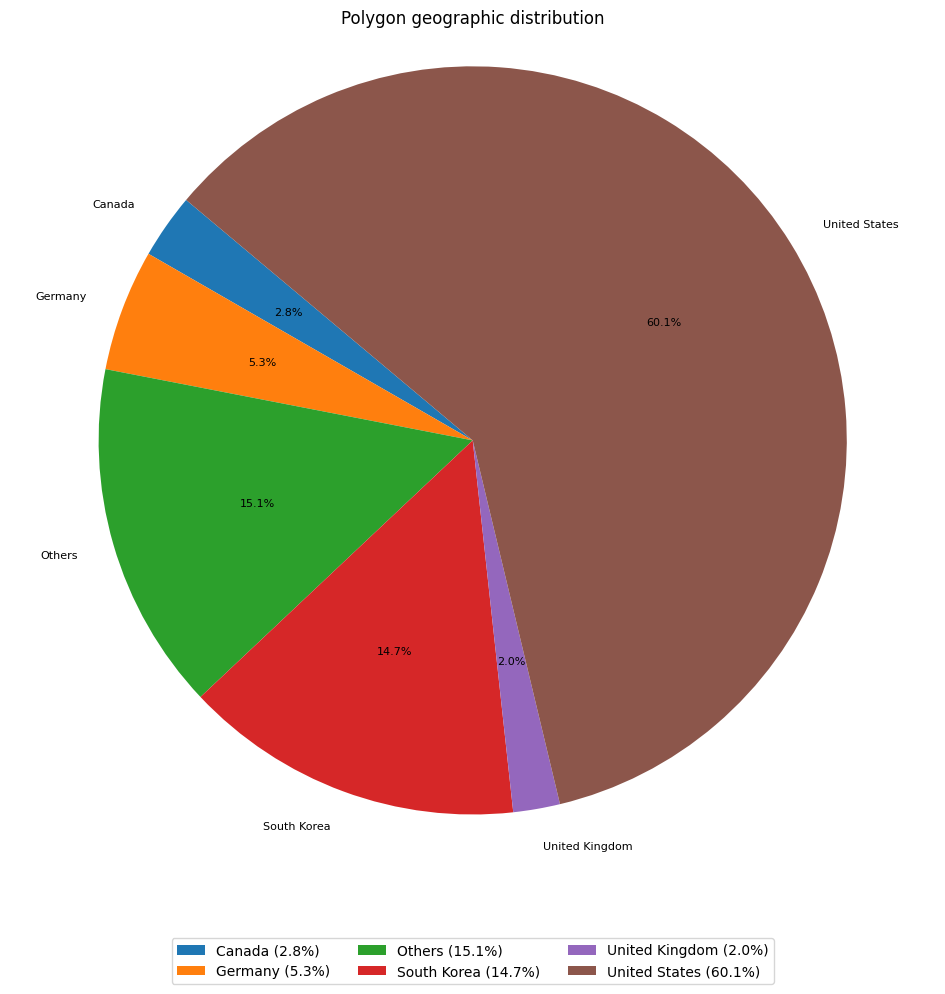 Polygon geographic distribution
Canada
United States
Germany
2.8%
60.1%
5.3%
15.1%
Others
14.7%
2.0%
South Korea
United Kingdom
Canada (2.8%)
Germany (5.3%)
Others (15.1%)
South Korea (14.7%)
United Kingdom (2.0%)
United States (60.1%)